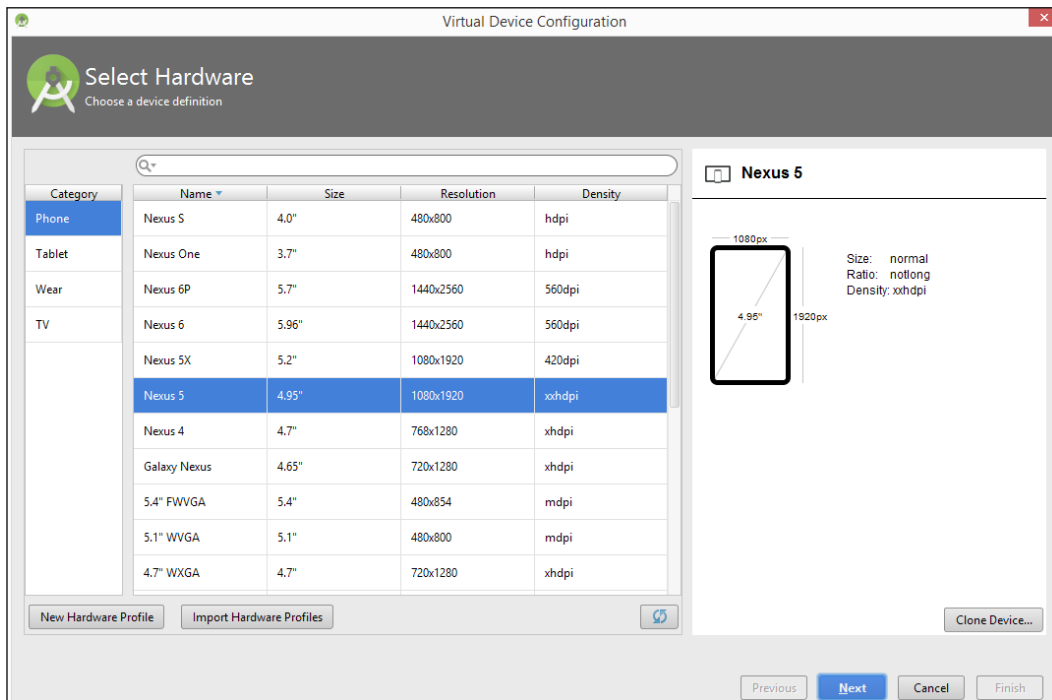 Virtual Device Configuration
Select Hardware
Choose a device definition
Category
Phone
Tablet
Wear
TV
Name Size Resolution Density
Nexus S 4.0" 480x800 hdpi
Nexus One 3.7" 480x800 hdpi
Nexus 6P 5.7" 1440x2560 560dpi
Nexus 6 5.96" 1440x2560 560dpi
Nexus 5X 5.2" 1080x1920 420dpi
Nexus 5 4.95" 1080x1920 xxhdpi
Nexus 4 4.7" 768x1280 xhdpi
Galaxy Nexus 4.65" 720x1280 xhdpi
5.4" FWVGA 5.4" 480x854 mdpi
5.1" WVGA 5.1" 480x800 mdpi
4.7" WXGA 4.7" 720x1280 xhdpi
New Hardware Profile Import Hardware Profiles
Nexus 5
1080px
4.95" 1920px
Size: normal
Ratio: notlong
Density: xxhdpi
Clone Device...
Previous Next Cancel Finish